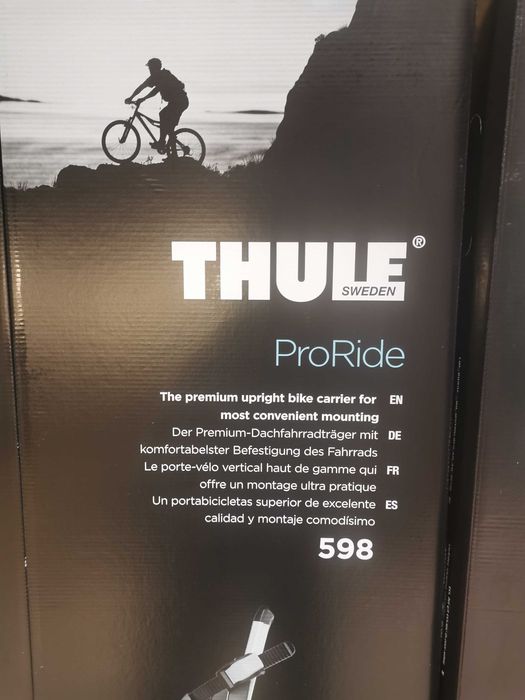 THULE®
SWEDEN
ProRide
The premium upright bike carrier for EN
most convenient mounting
Der Premium-Dachfahrradträger mit DE
komfortabelster Befestigung des Fahrrads
Le porte-vélo vertical haut de gamme qui FR
offre un montage ultra pratique
Un portabicicletas superior de excelente ES
calidad y montaje comodísimo
598